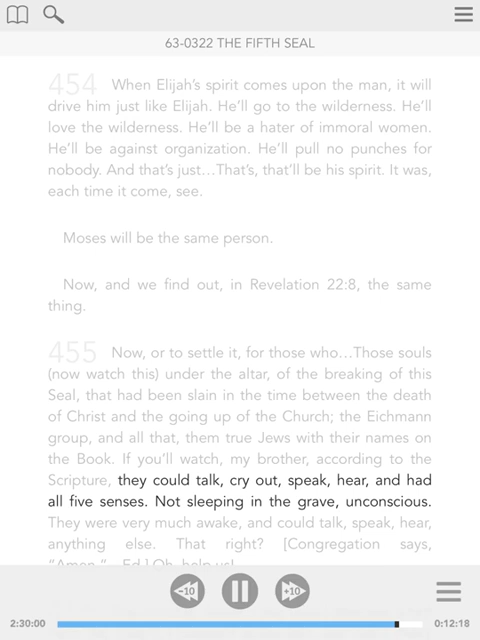 63-0322 THE FIFTH SEAL
454 When Elijah's spirit comes upon the man, it will
drive him just like Elijah. He'll go to the wilderness. He'll
love the wilderness. He'll be a hater of immoral women.
He'll be against organization. He'll pull no punches for
nobody. And that's just…That's, that'll be his spirit. It was,
each time it come, see.
Moses will be the same person.
Now, and we find out, in Revelation 22:8, the same
thing.
455 Now, or to settle it, for those who…Those souls
(now watch this) under the altar, of the breaking of this
Seal, that had been slain in the time between the death
of Christ and the going up of the Church; the Eichmann
group, and all that, them true Jews with their names on
the Book. If you'll watch, my brother, according to the
Scripture, they could talk, cry out, speak, hear, and had
all five senses. Not sleeping in the grave, unconscious.
They were very much awake, and could talk, speak, hear,
anything else. That right? [Congregation says,
"Amen."—Ed.] Oh, help us!
-10 +10
2:30:00 0:12:18